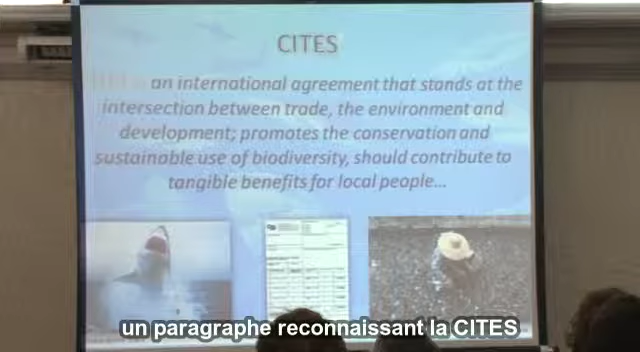 CITES
an international agreement that stands at the
intersection between trade, the environment and
development; promotes the conservation and
sustainable use of biodiversity, should contribute to
tangible benefits for local people...
un paragraphe reconnaissant la CITES